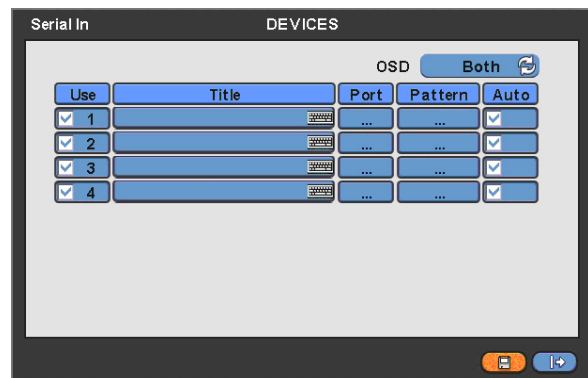 Serial In DEVICES
OSD Both
Use Title Port Pattern Auto
1 ... ...
2 ... ...
3 ... ...
4 ... ...